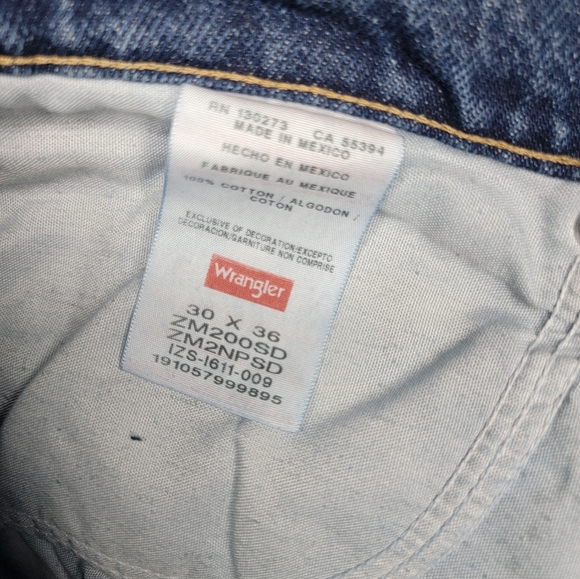 RN 130273 CA 55394
MADE IN MEXICO
HECHO EN MEXICO
FABRIQUE AU MEXIQUE
100% COTTON / ALGODON /
COTON
EXCLUSIVE OF DECORATION/EXCEPTO
DECORACION/GARNITURE NON COMPRISE
Wrangler
30 X 36
ZM200SD
ZM2NPSD
IZS-I611-009
191057999895